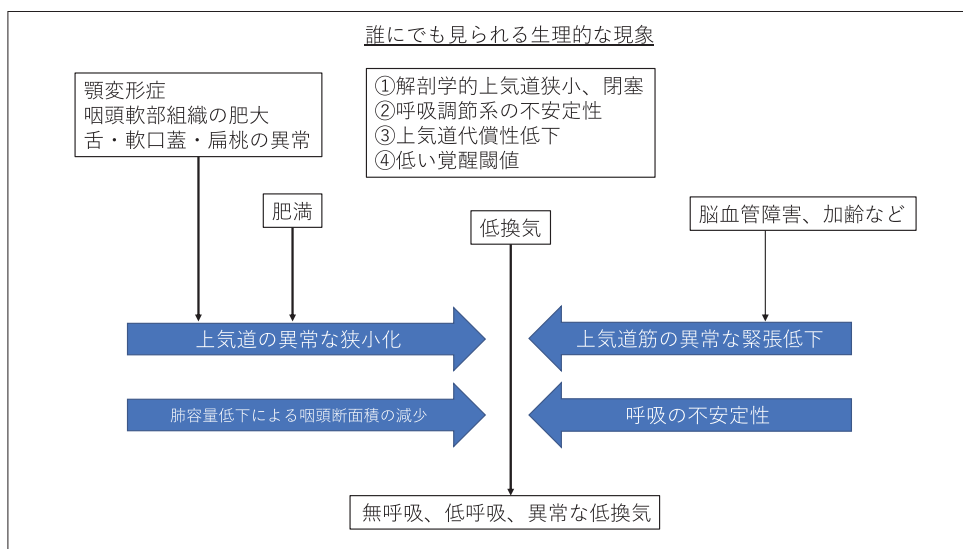 誰にでも見られる生理的な現象
顎変形症
咽頭軟部組織の肥大
舌・軟口蓋・扁桃の異常
①解剖学的上気道狭小、閉塞
②呼吸調節系の不安定性
③上気道代償性低下
④低い覚醒閾値
肥満
低換気
脳血管障害、加齢など
上気道の異常な狭小化
上気道筋の異常な緊張低下
肺容量低下による咽頭断面積の減少
呼吸の不安定性
無呼吸、低呼吸、異常な低換気